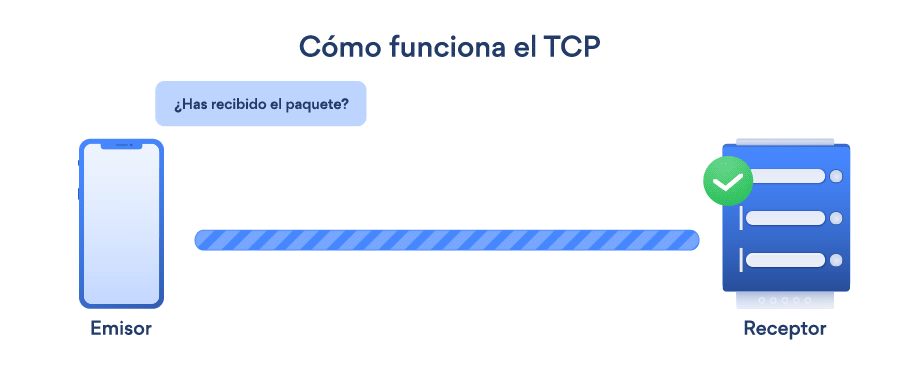 Cómo funciona el TCP
¿Has recibido el paquete?
Emisor
Receptor